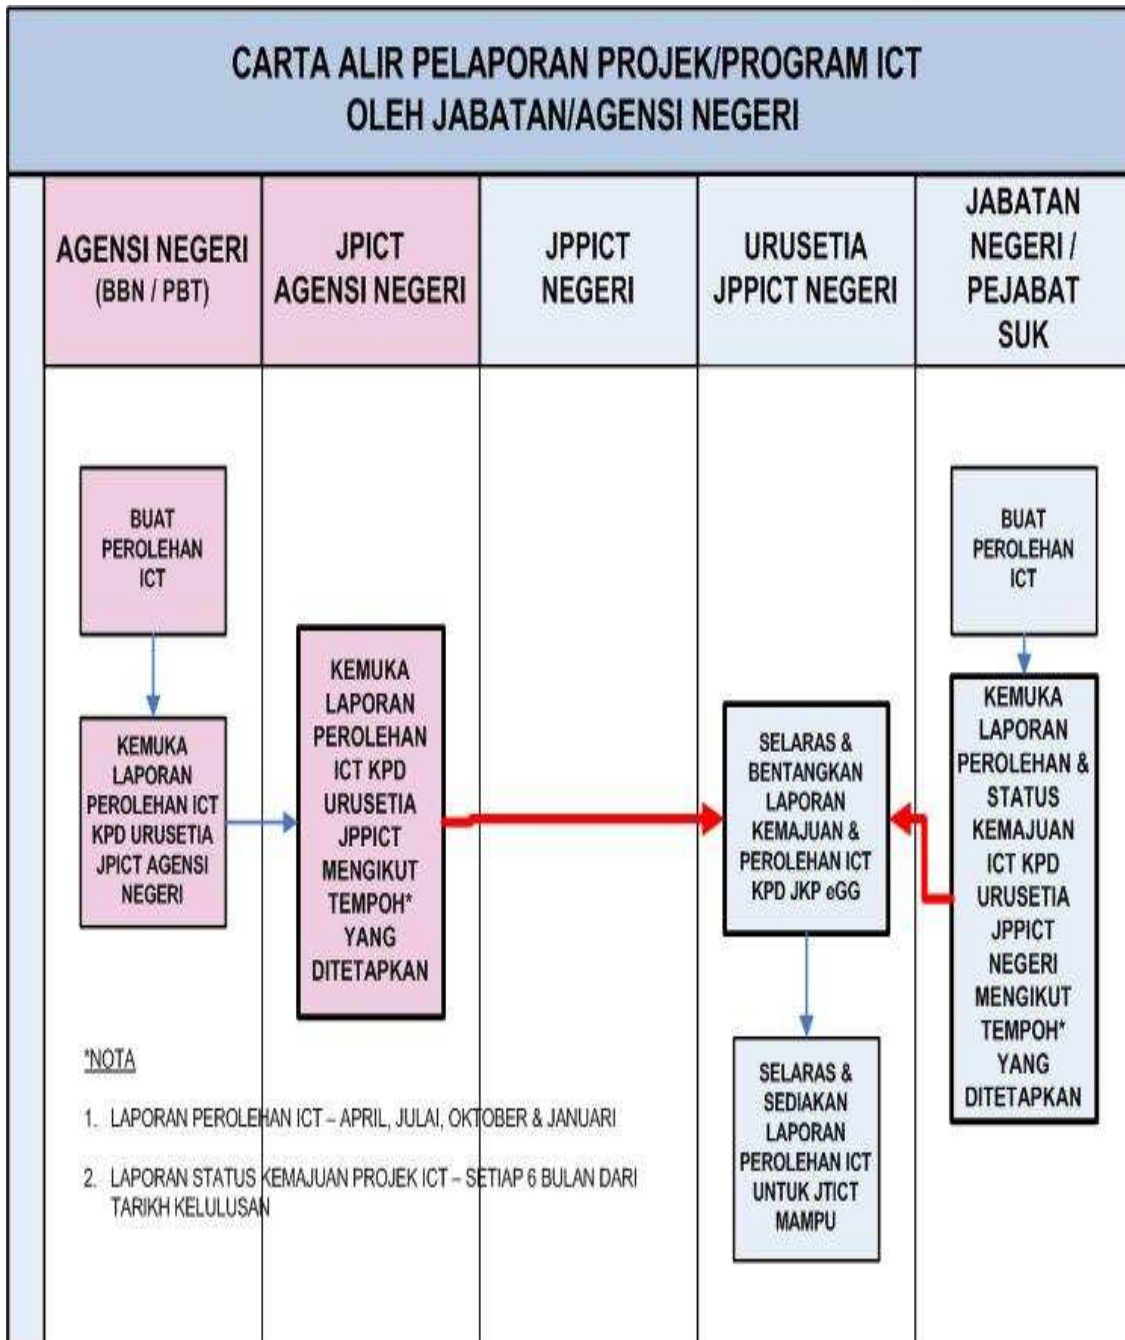 CARTA ALIR PELAPORAN PROJEK/PROGRAM ICT
OLEH JABATAN/AGENSI NEGERI
AGENSI NEGERI
(BBN / PBT)
JPICT
AGENSI NEGERI
JPPICT
NEGERI
URUSETIA
JPPICT NEGERI
JABATAN
NEGERI /
PEJABAT
SUK
BUAT
PEROLEHAN
ICT
KEMUKA
LAPORAN
PEROLEHAN ICT
KPD URUSETIA
JPICT AGENSI
NEGERI
KEMUKA
LAPORAN
PEROLEHAN
ICT KPD
URUSETIA
JPPICT
MENGIKUT
TEMPOH*
YANG
DITETAPKAN
SELARAS &
BENTANGKAN
LAPORAN
KEMAJUAN &
PEROLEHAN ICT
KPD JKP eGG
SELARAS &
SEDIAKAN
LAPORAN
PEROLEHAN ICT
UNTUK JTICT
MAMPU
BUAT
PEROLEHAN
ICT
KEMUKA
LAPORAN
PEROLEHAN &
STATUS
KEMAJUAN
ICT KPD
URUSETIA
JPPICT
NEGERI
MENGIKUT
TEMPOH*
YANG
DITETAPKAN
*NOTA
1. LAPORAN PEROLEHAN ICT – APRIL, JULAI, OKTOBER & JANUARI
2. LAPORAN STATUS KEMAJUAN PROJEK ICT – SETIAP 6 BULAN DARI
TARIKH KELULUSAN